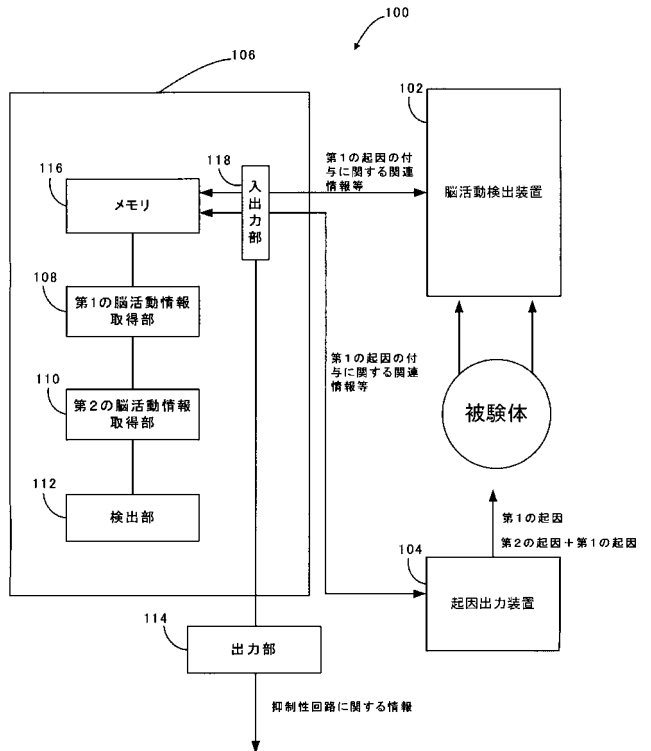 100
106
102
118
第1の起因の付
与に関する関連
情報等
116
メモリ
入出力部
脳活動検出装置
108
第1の脳活動情報
取得部
第1の起因の付
与に関する関連
情報等
110
第2の脳活動情報
取得部
被験体
112
検出部
第1の起因
第2の起因+第1の起因
104
起因出力装置
114
出力部
抑制性回路に関する情報